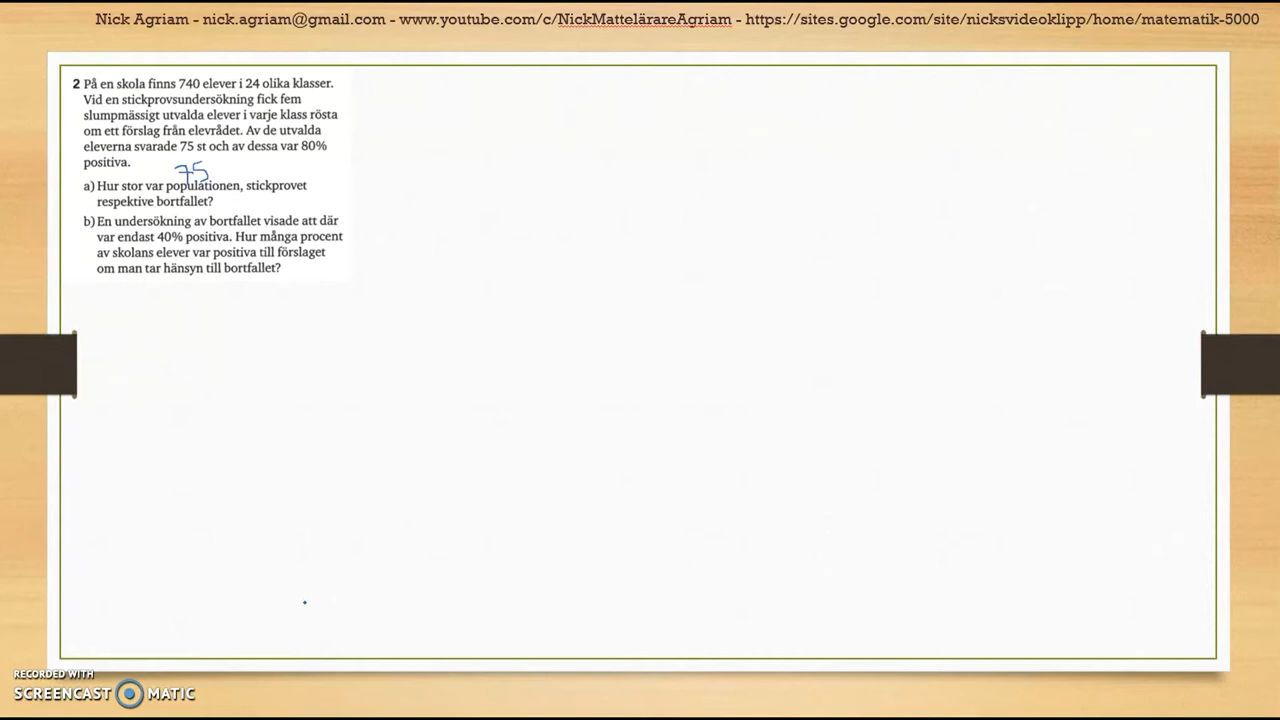 Nick Agriam - nick.agriam@gmail.com - www.youtube.com/c/NickMattelärareAgriam - https://sites.google.com/site/nicksvideoklipp/home/matematik-5000
2 På en skola finns 740 elever i 24 olika klasser.
Vid en stickprovsundersökning fick fem
slumpmässigt utvalda elever i varje klass rösta
om ett förslag från elevrådet. Av de utvalda
eleverna svarade 75 st och av dessa var 80%
positiva.
75
a) Hur stor var populationen, stickprovet
respektive bortfallet?
b) En undersökning av bortfallet visade att där
var endast 40% positiva. Hur många procent
av skolans elever var positiva till förslaget
om man tar hänsyn till bortfallet?
RECORDED WITH
SCREENCAST MATIC